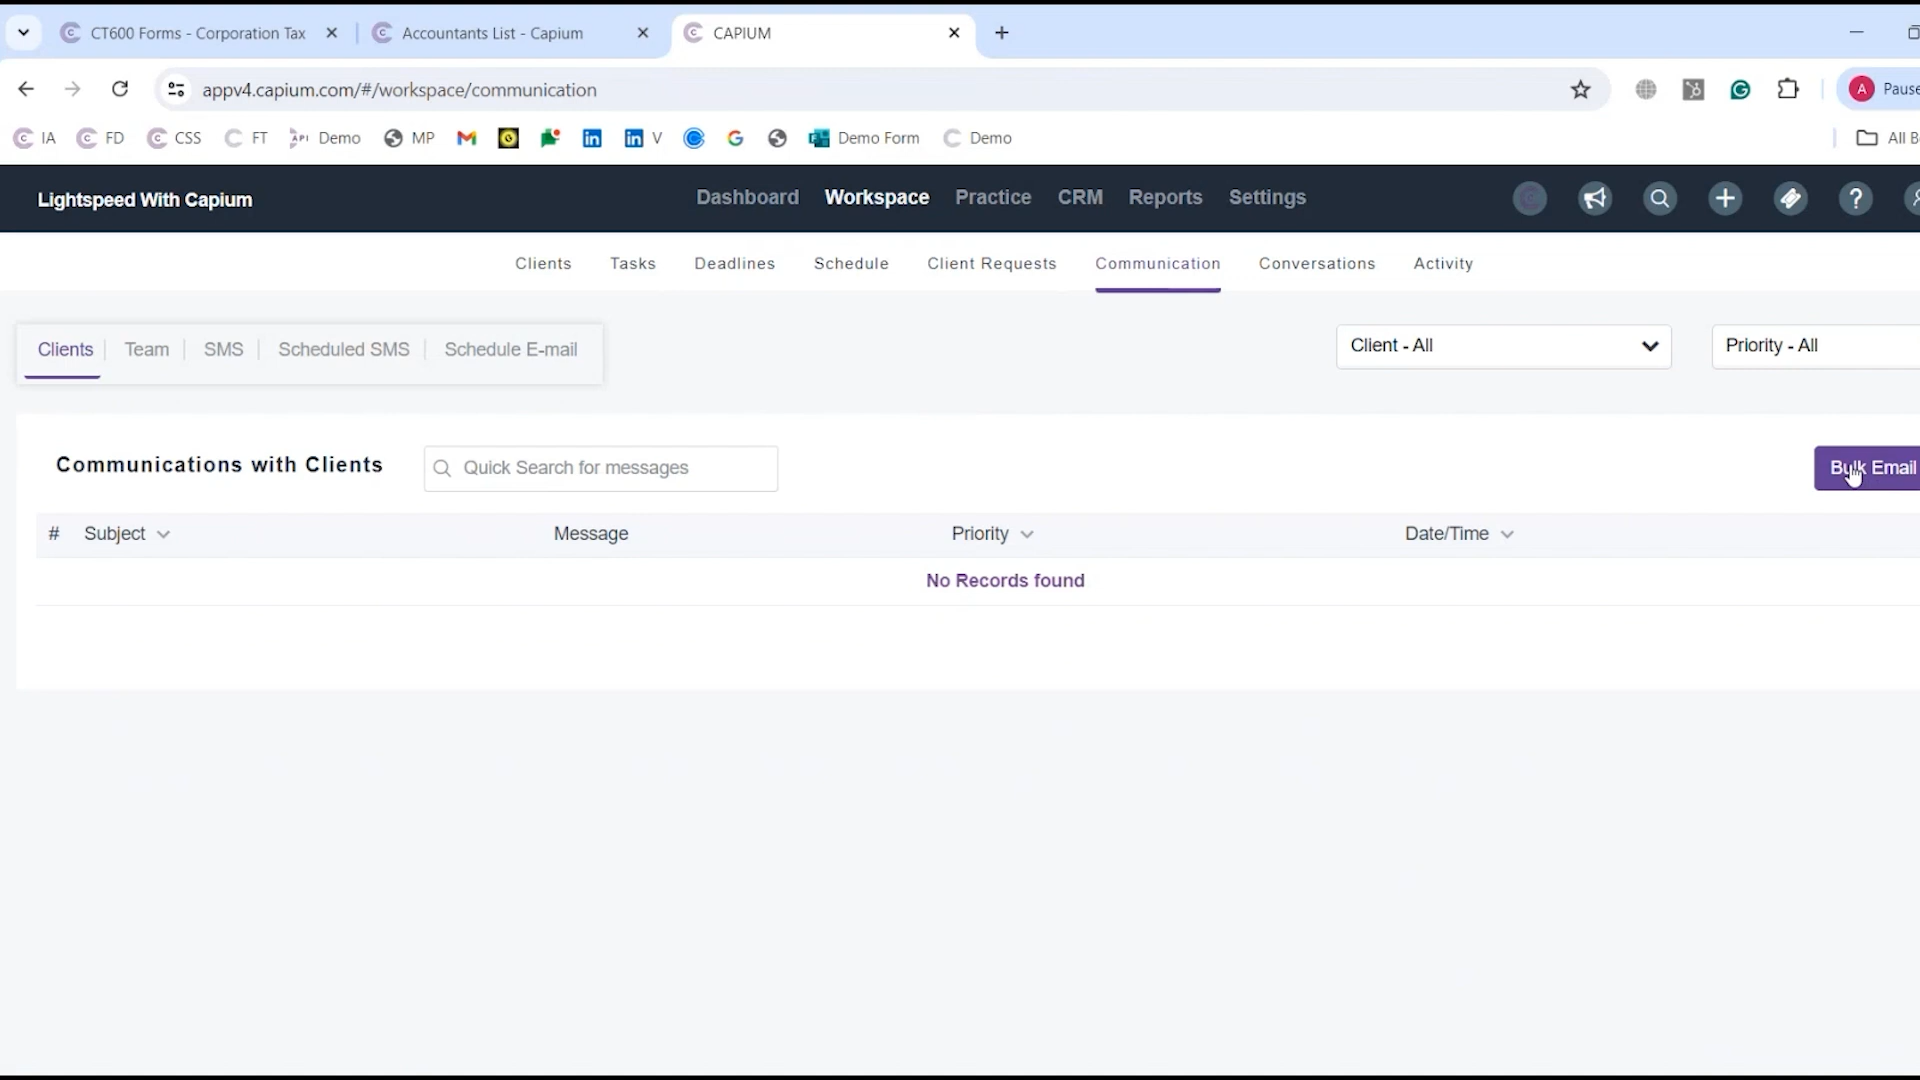 CT600 Forms - Corporation Tax
Accountants List - Capium
CAPIUM
appv4.capium.com/#/workspace/communication
A Pause
IA FD CSS FT API Demo MP V Demo Form Demo All B
Lightspeed With Capium
Dashboard Workspace Practice CRM Reports Settings
Clients Tasks Deadlines Schedule Client Requests Communication Conversations Activity
Clients Team SMS Scheduled SMS Schedule E-mail
Client - All
Priority - All
Communications with Clients
Quick Search for messages
Bulk Email
# Subject Message Priority Date/Time
No Records found